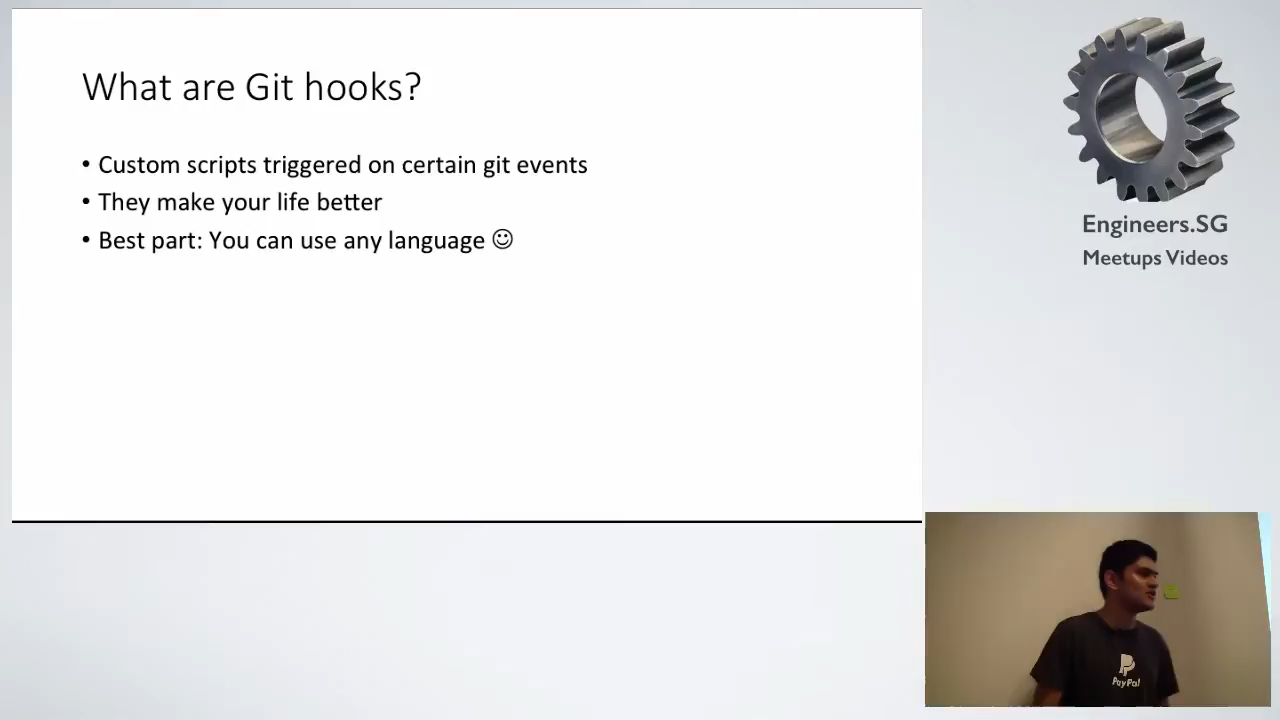 What are Git hooks?
• Custom scripts triggered on certain git events
• They make your life better
• Best part: You can use any language ☺
Engineers.SG
Meetups Videos
PayPal